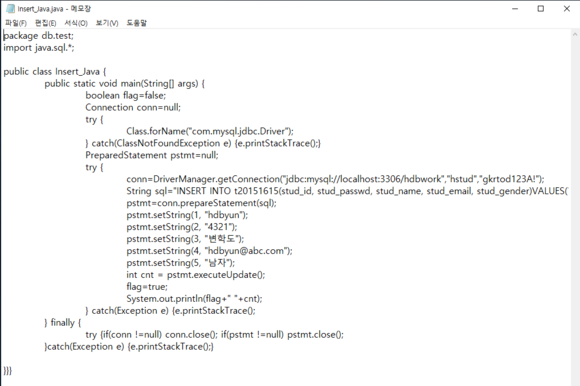 Insert_Java.java - 메모장
파일(F) 편집(E) 서식(O) 보기(V) 도움말
package db.test;
import java.sql.*;
public class Insert_Java {
public static void main(String[] args) {
boolean flag=false;
Connection conn=null;
try {
Class.forName("com.mysql.jdbc.Driver");
} catch(ClassNotFoundException e) {e.printStackTrace();}
PreparedStatement pstmt=null;
try {
conn=DriverManager.getConnection("jdbc:mysql://localhost:3306/hdbwork","hstud","gkrtod123A!");
String sql="INSERT INTO t20151615(stud_id, stud_passwd, stud_name, stud_email, stud_gender)VALUES(
pstmt=conn.prepareStatement(sql);
pstmt.setString(1, "hdbyun");
pstmt.setString(2, "4321");
pstmt.setString(3, "변학도");
pstmt.setString(4, "hdbyun@abc.com");
pstmt.setString(5, "남자");
int cnt = pstmt.executeUpdate();
flag=true;
System.out.println(flag+" "+cnt);
} catch(Exception e) {e.printStackTrace();
} finally {
try {if(conn !=null) conn.close(); if(pstmt !=null) pstmt.close();
}catch(Exception e) {e.printStackTrace();}
}}}